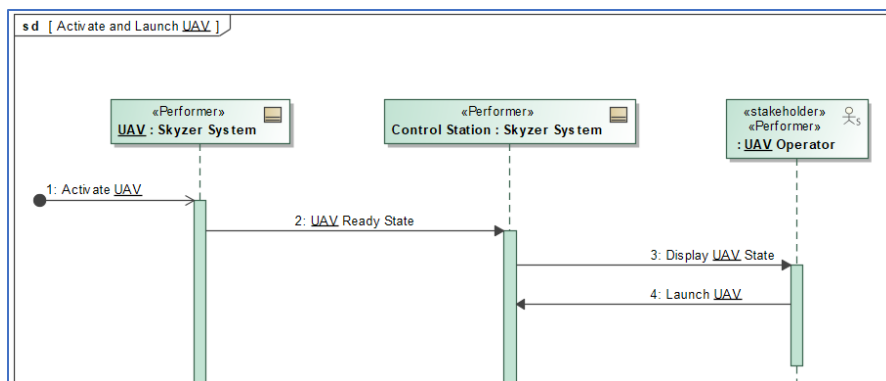 sd [ Activate and Launch UAV ]
«Performer»
UAV : Skyzer System
«Performer»
Control Station : Skyzer System
«stakeholder»
«Performer»
: UAV Operator
S
1: Activate UAV
2: UAV Ready State
3: Display UAV State
4: Launch UAV